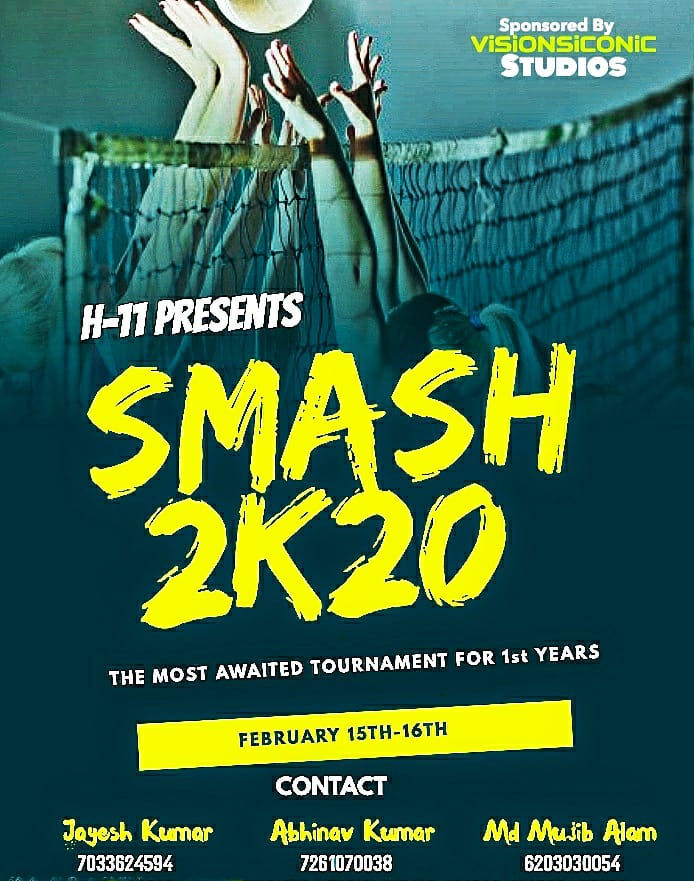 Sponsored By
VISIONSICONIC
STUDIOS
H-11 PRESENTS
SMASH
2K20
THE MOST AWAITED TOURNAMENT FOR 1st YEARS
FEBRUARY 15TH-16TH
CONTACT
Jayesh Kumar Abhinav Kumar Md Mujib Alam
7033624594 7261070038 6203030054